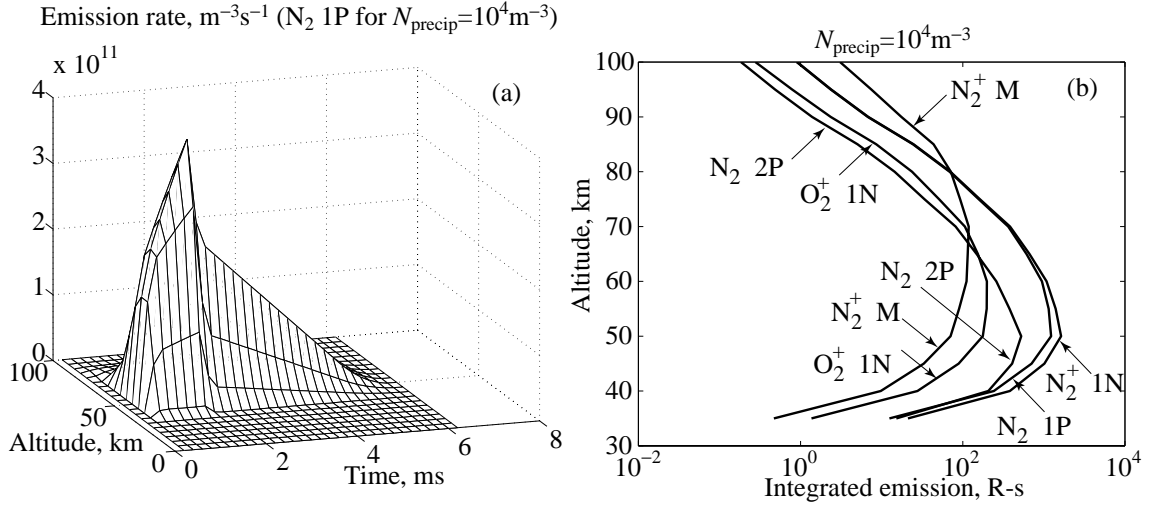 Emission rate, m⁻³s⁻¹ (N₂ 1P for N_precip=10⁴m⁻³)
x 10¹¹
4
3
2
1
0
100
50
0
Altitude, km
0
2
4
6
8
Time, ms
(a)
N_precip=10⁴m⁻³
(b)
100
90
80
70
60
50
40
30
Altitude, km
N₂⁺ M
N₂ 2P
O₂⁺ 1N
N₂ 2P
N₂⁺ M
O₂⁺ 1N
N₂⁺ 1N
N₂ 1P
10⁻²
10⁰
10²
10⁴
Integrated emission, R-s